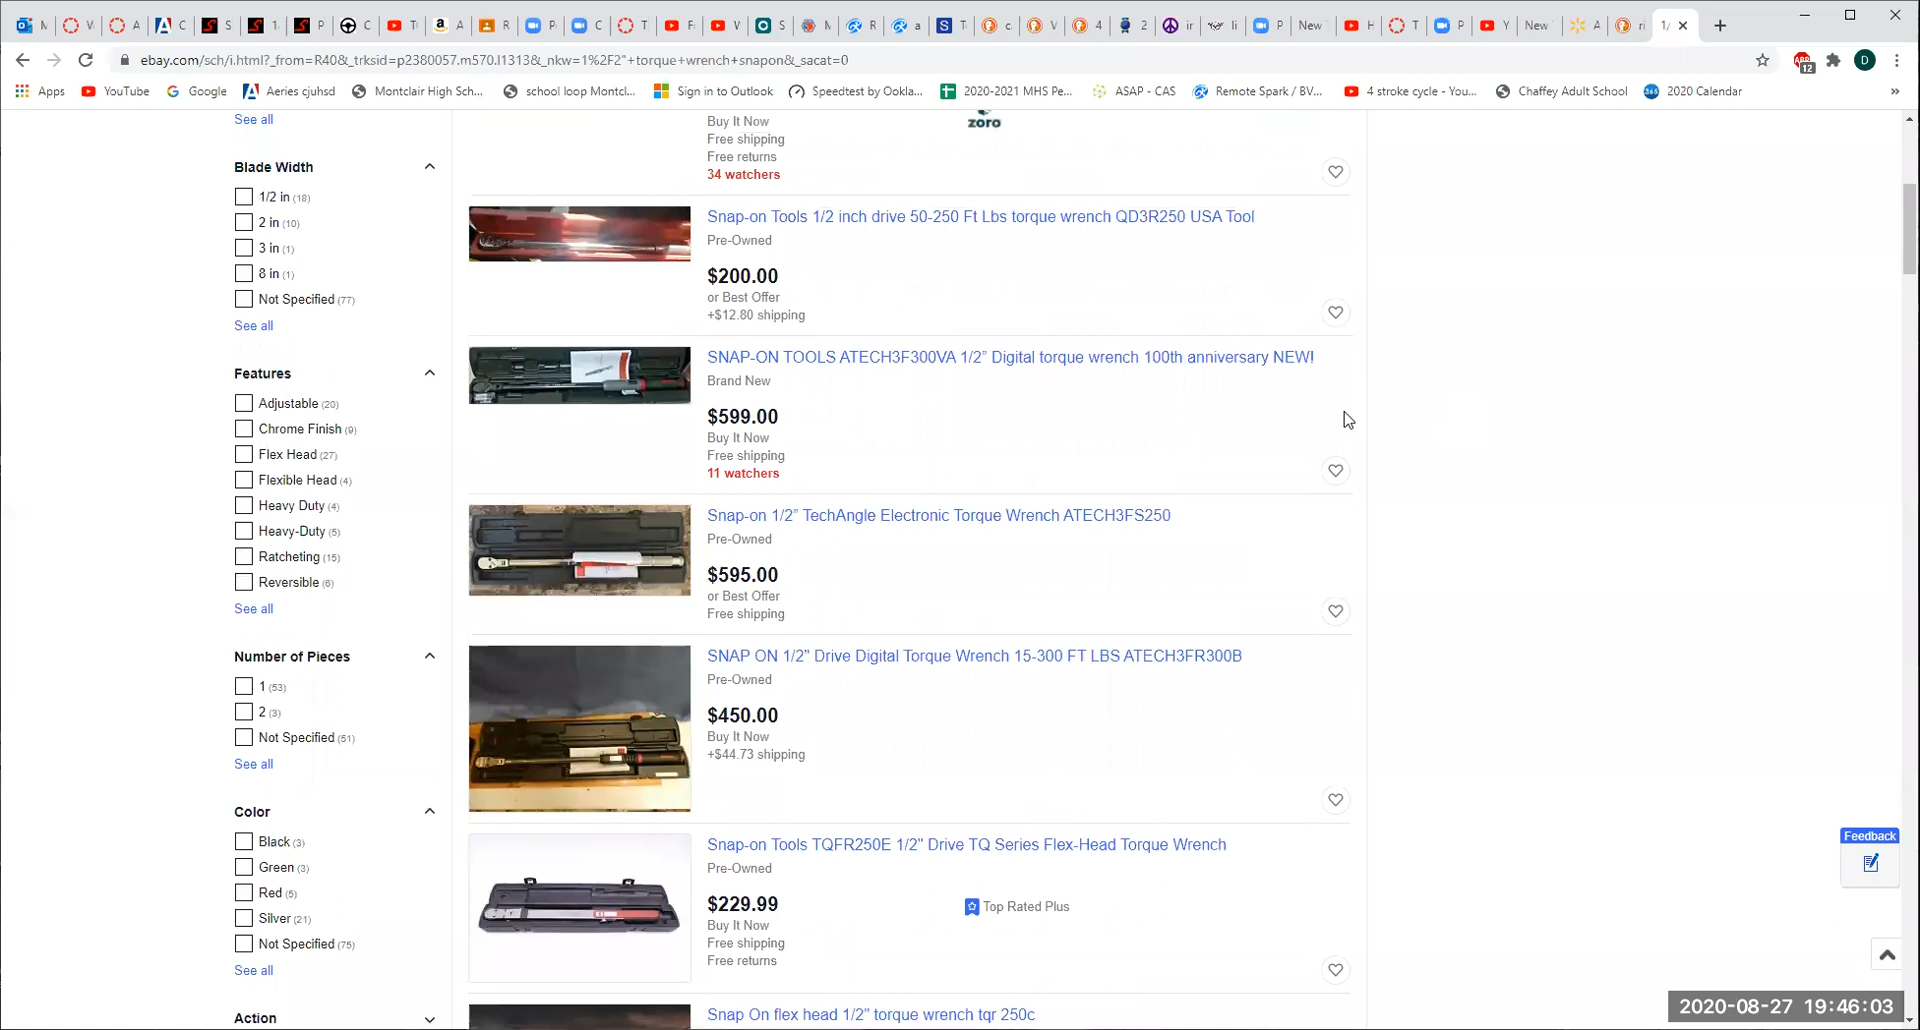 M
V
A
C
S
1
P
C
T
A
R
P
C
T
F
V
S
M
R
a
T
c
V
4
2
ir
li
P
New
H
T
P
Y
New
A
ri
1/
ebay.com/sch/i.html?_from=R40&_trksid=p2380057.m570.l1313&_nkw=1%2F2"+torque+wrench+snapon&_sacat=0
12
D
Apps
YouTube
Google
Aeries cjuhsd
Montclair High Sch...
school loop Montcl...
Sign in to Outlook
Speedtest by Ookla...
2020-2021 MHS Pe...
ASAP - CAS
Remote Spark / BV...
4 stroke cycle - You...
Chaffey Adult School
2020 Calendar
»
See all
Blade Width
1/2 in (18)
2 in (10)
3 in (1)
8 in (1)
Not Specified (77)
See all
Features
Adjustable (20)
Chrome Finish (9)
Flex Head (27)
Flexible Head (4)
Heavy Duty (4)
Heavy-Duty (5)
Ratcheting (15)
Reversible (6)
See all
Number of Pieces
1 (53)
2 (3)
Not Specified (51)
See all
Color
Black (3)
Green (3)
Red (5)
Silver (21)
Not Specified (75)
See all
Action
Buy It Now
zoro
Free shipping
Free returns
34 watchers
Snap-on Tools 1/2 inch drive 50-250 Ft Lbs torque wrench QD3R250 USA Tool
Pre-Owned
$200.00
or Best Offer
+$12.80 shipping
SNAP-ON TOOLS ATECH3F300VA 1/2” Digital torque wrench 100th anniversary NEW!
Brand New
$599.00
Buy It Now
Free shipping
11 watchers
Snap-on 1/2” TechAngle Electronic Torque Wrench ATECH3FS250
Pre-Owned
$595.00
or Best Offer
Free shipping
SNAP ON 1/2" Drive Digital Torque Wrench 15-300 FT LBS ATECH3FR300B
Pre-Owned
$450.00
Buy It Now
+$44.73 shipping
Snap-on Tools TQFR250E 1/2" Drive TQ Series Flex-Head Torque Wrench
Pre-Owned
$229.99
Top Rated Plus
Buy It Now
Free shipping
Free returns
Snap On flex head 1/2" torque wrench tqr 250c
Feedback
2020-08-27 19:46:03